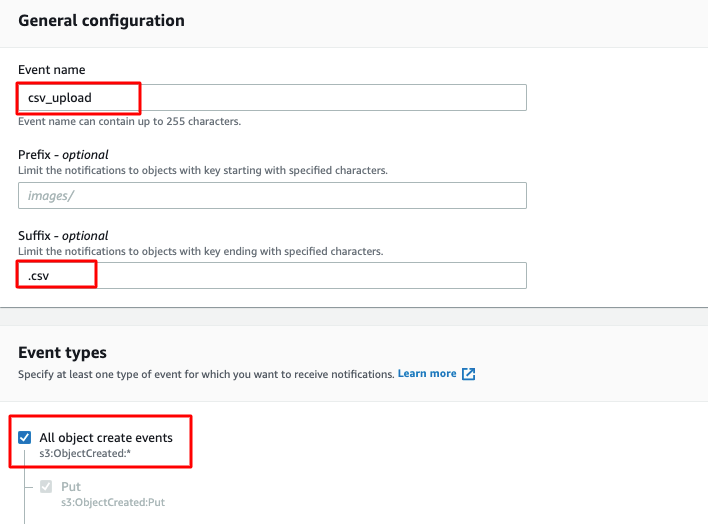 General configuration
Event name
csv_upload
Event name can contain up to 255 characters.
Prefix - optional
Limit the notifications to objects with key starting with specified characters.
images/
Suffix - optional
Limit the notifications to objects with key ending with specified characters.
.csv
Event types
Specify at least one type of event for which you want to receive notifications. Learn more
All object create events
s3:ObjectCreated:*
Put
s3:ObjectCreated:Put